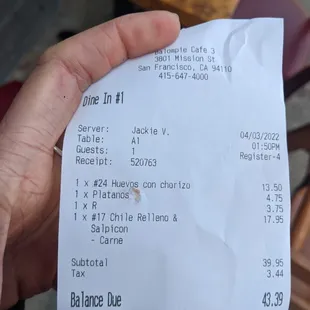 Balompie Cafe 3
3801 Mission St
San Francisco, CA 94110
415-647-4000
Dine In #1
Server: Jackie V.
Table: A1 04/03/2022
Guests: 1 01:50PM
Receipt: 520763 Register-4
1 x #24 Huevos con chorizo 13.50
1 x Platanos 4.75
1 x R 3.75
1 x #17 Chile Relleno & 17.95
Salpicon
- Carne
Subtotal 39.95
Tax 3.44
Balance Due 43.39